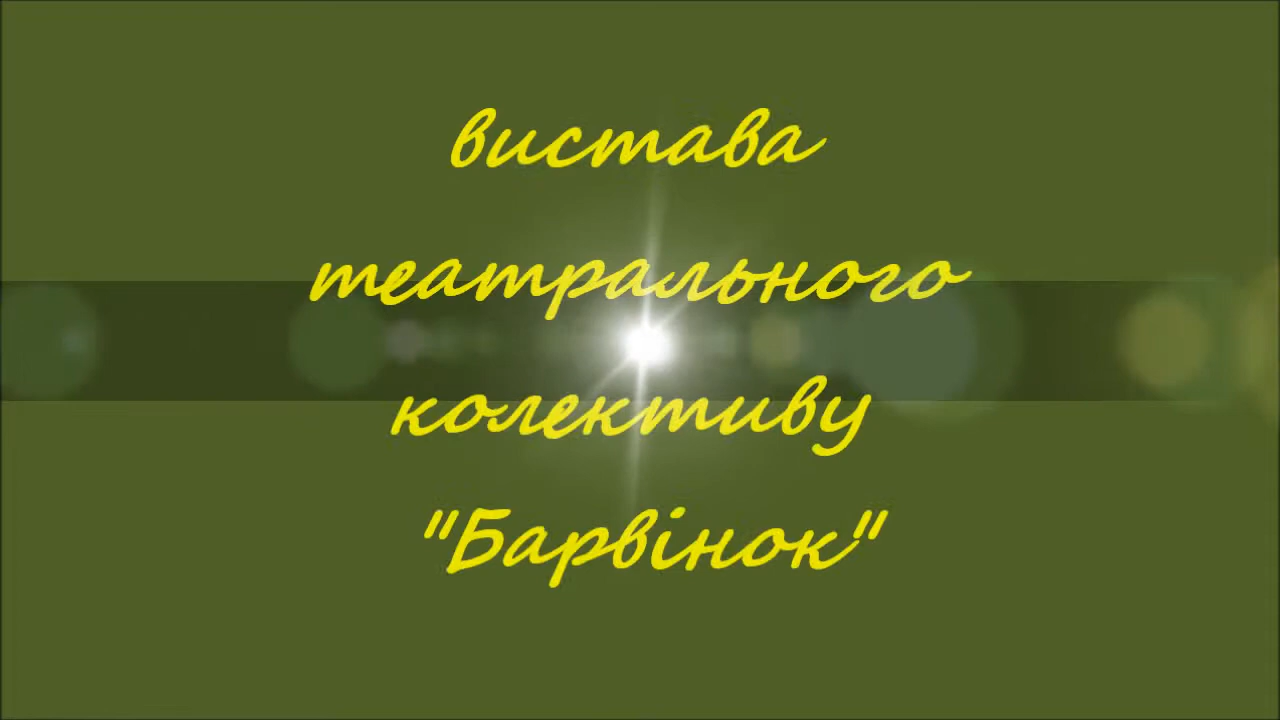 вистава
театрального
колективу
"Барвінок"